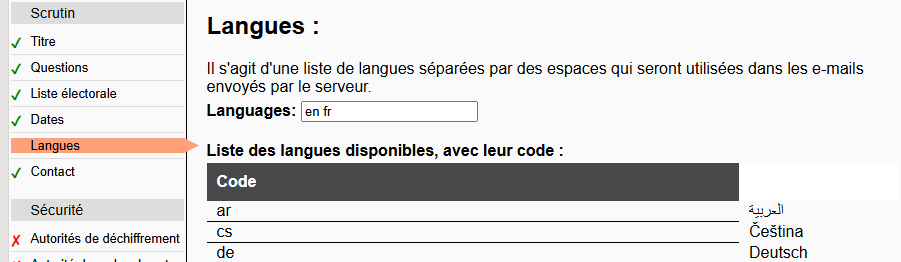 Scrutin
Titre
Questions
Liste électorale
Dates
Langues
Contact
Sécurité
Autorités de déchiffrement
Langues :
Il s'agit d'une liste de langues séparées par des espaces qui seront utilisées dans les e-mails
envoyés par le serveur.
Languages: en fr
Liste des langues disponibles, avec leur code :
Code
ar العربية
cs Čeština
de Deutsch